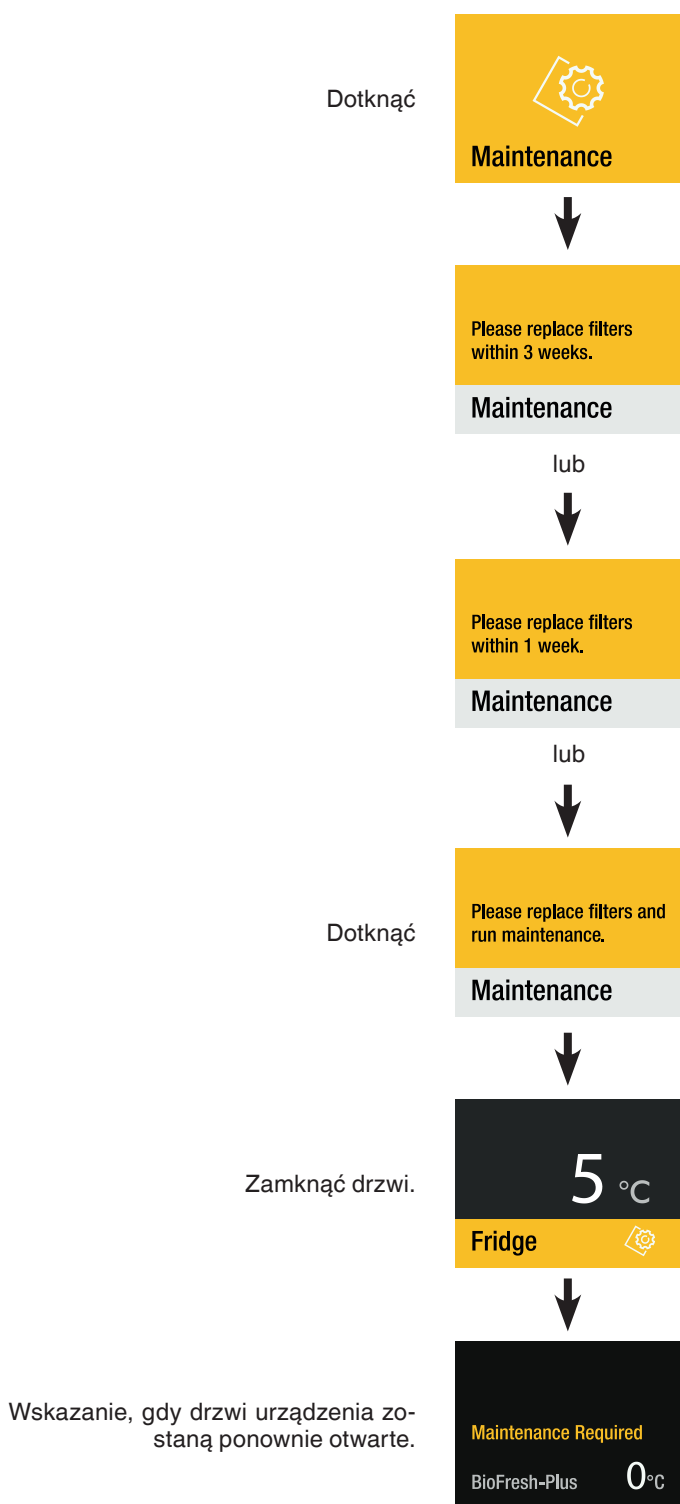 Dotknąć
Maintenance
Please replace filters
within 3 weeks.
Maintenance
lub
Please replace filters
within 1 week.
Maintenance
lub
Dotknąć
Please replace filters and
run maintenance.
Maintenance
Zamknąć drzwi.
5 °C
Fridge
Wskazanie, gdy drzwi urządzenia zo-
staną ponownie otwarte.
Maintenance Required
BioFresh-Plus 0°C